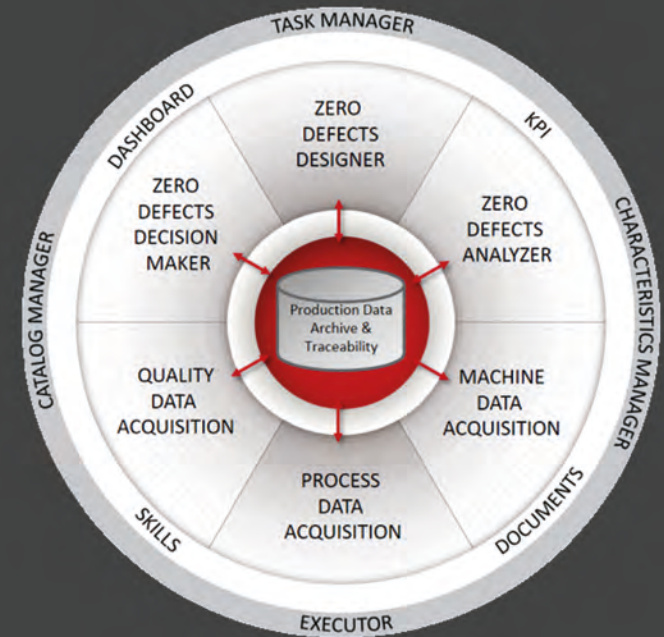 TASK MANAGER
DASHBOARD
KPI
ZERO
DEFECTS
DESIGNER
ZERO
DEFECTS
DECISION
MAKER
ZERO
DEFECTS
ANALYZER
CATALOG MANAGER
CHARACTERISTICS MANAGER
Production Data
Archive &
Traceability
QUALITY
DATA
ACQUISITION
MACHINE
DATA
ACQUISITION
PROCESS
DATA
ACQUISITION
SKILLS
DOCUMENTS
EXECUTOR